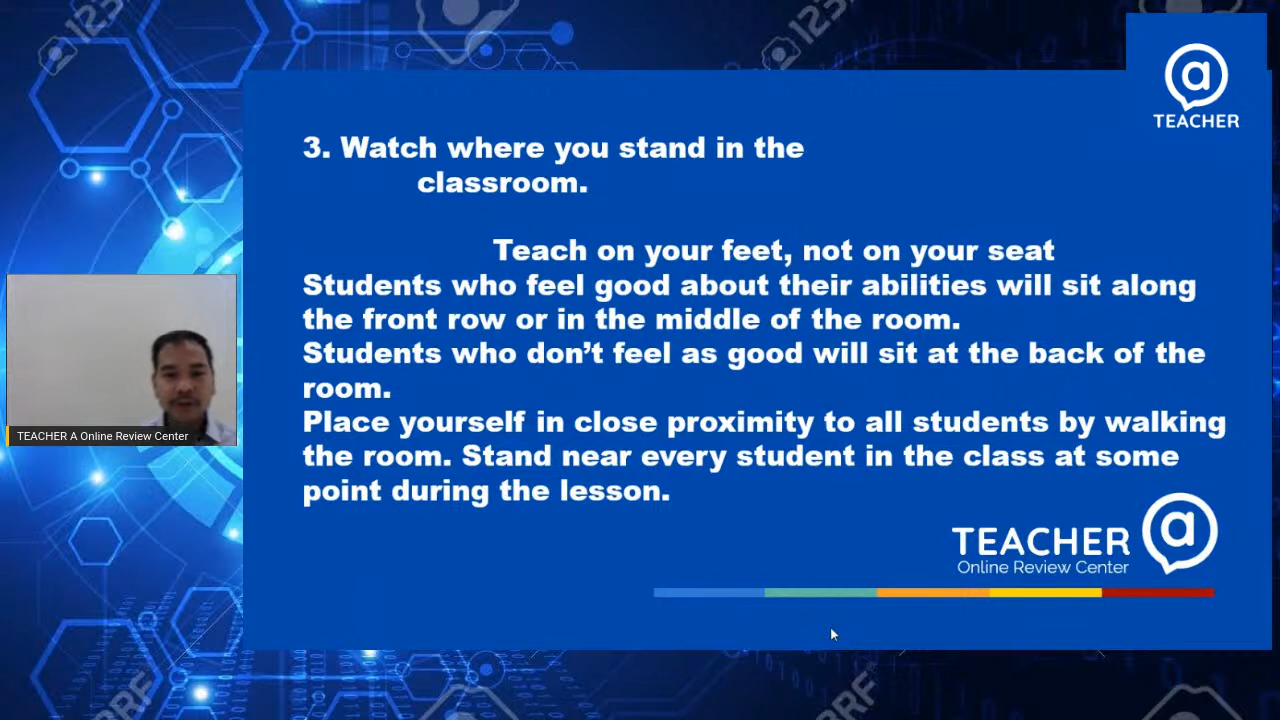 123RF
123RF
a
TEACHER
3. Watch where you stand in the
classroom.
Teach on your feet, not on your seat
Students who feel good about their abilities will sit along
the front row or in the middle of the room.
Students who don’t feel as good will sit at the back of the
room.
Place yourself in close proximity to all students by walking
the room. Stand near every student in the class at some
point during the lesson.
TEACHER A Online Review Center
TEACHER a
Online Review Center